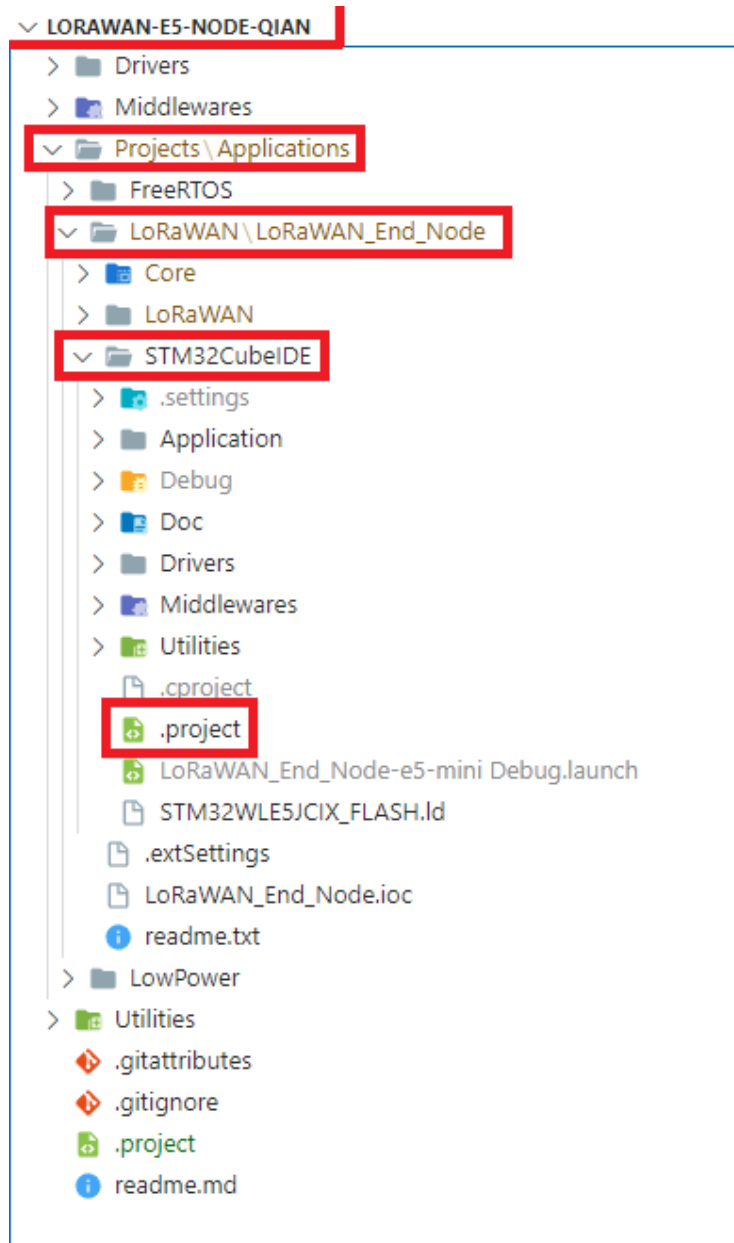 LORAWAN-E5-NODE-QIAN
Drivers
Middlewares
Projects\Applications
FreeRTOS
LoRaWAN\LoRaWAN_End_Node
Core
LoRaWAN
STM32CubeIDE
.settings
Application
Debug
Doc
Drivers
Middlewares
Utilities
.cproject
.project
LoRaWAN_End_Node-e5-mini Debug.launch
STM32WLE5JCIX_FLASH.ld
.extSettings
LoRaWAN_End_Node.ioc
readme.txt
LowPower
Utilities
.gitattributes
.gitignore
.project
readme.md